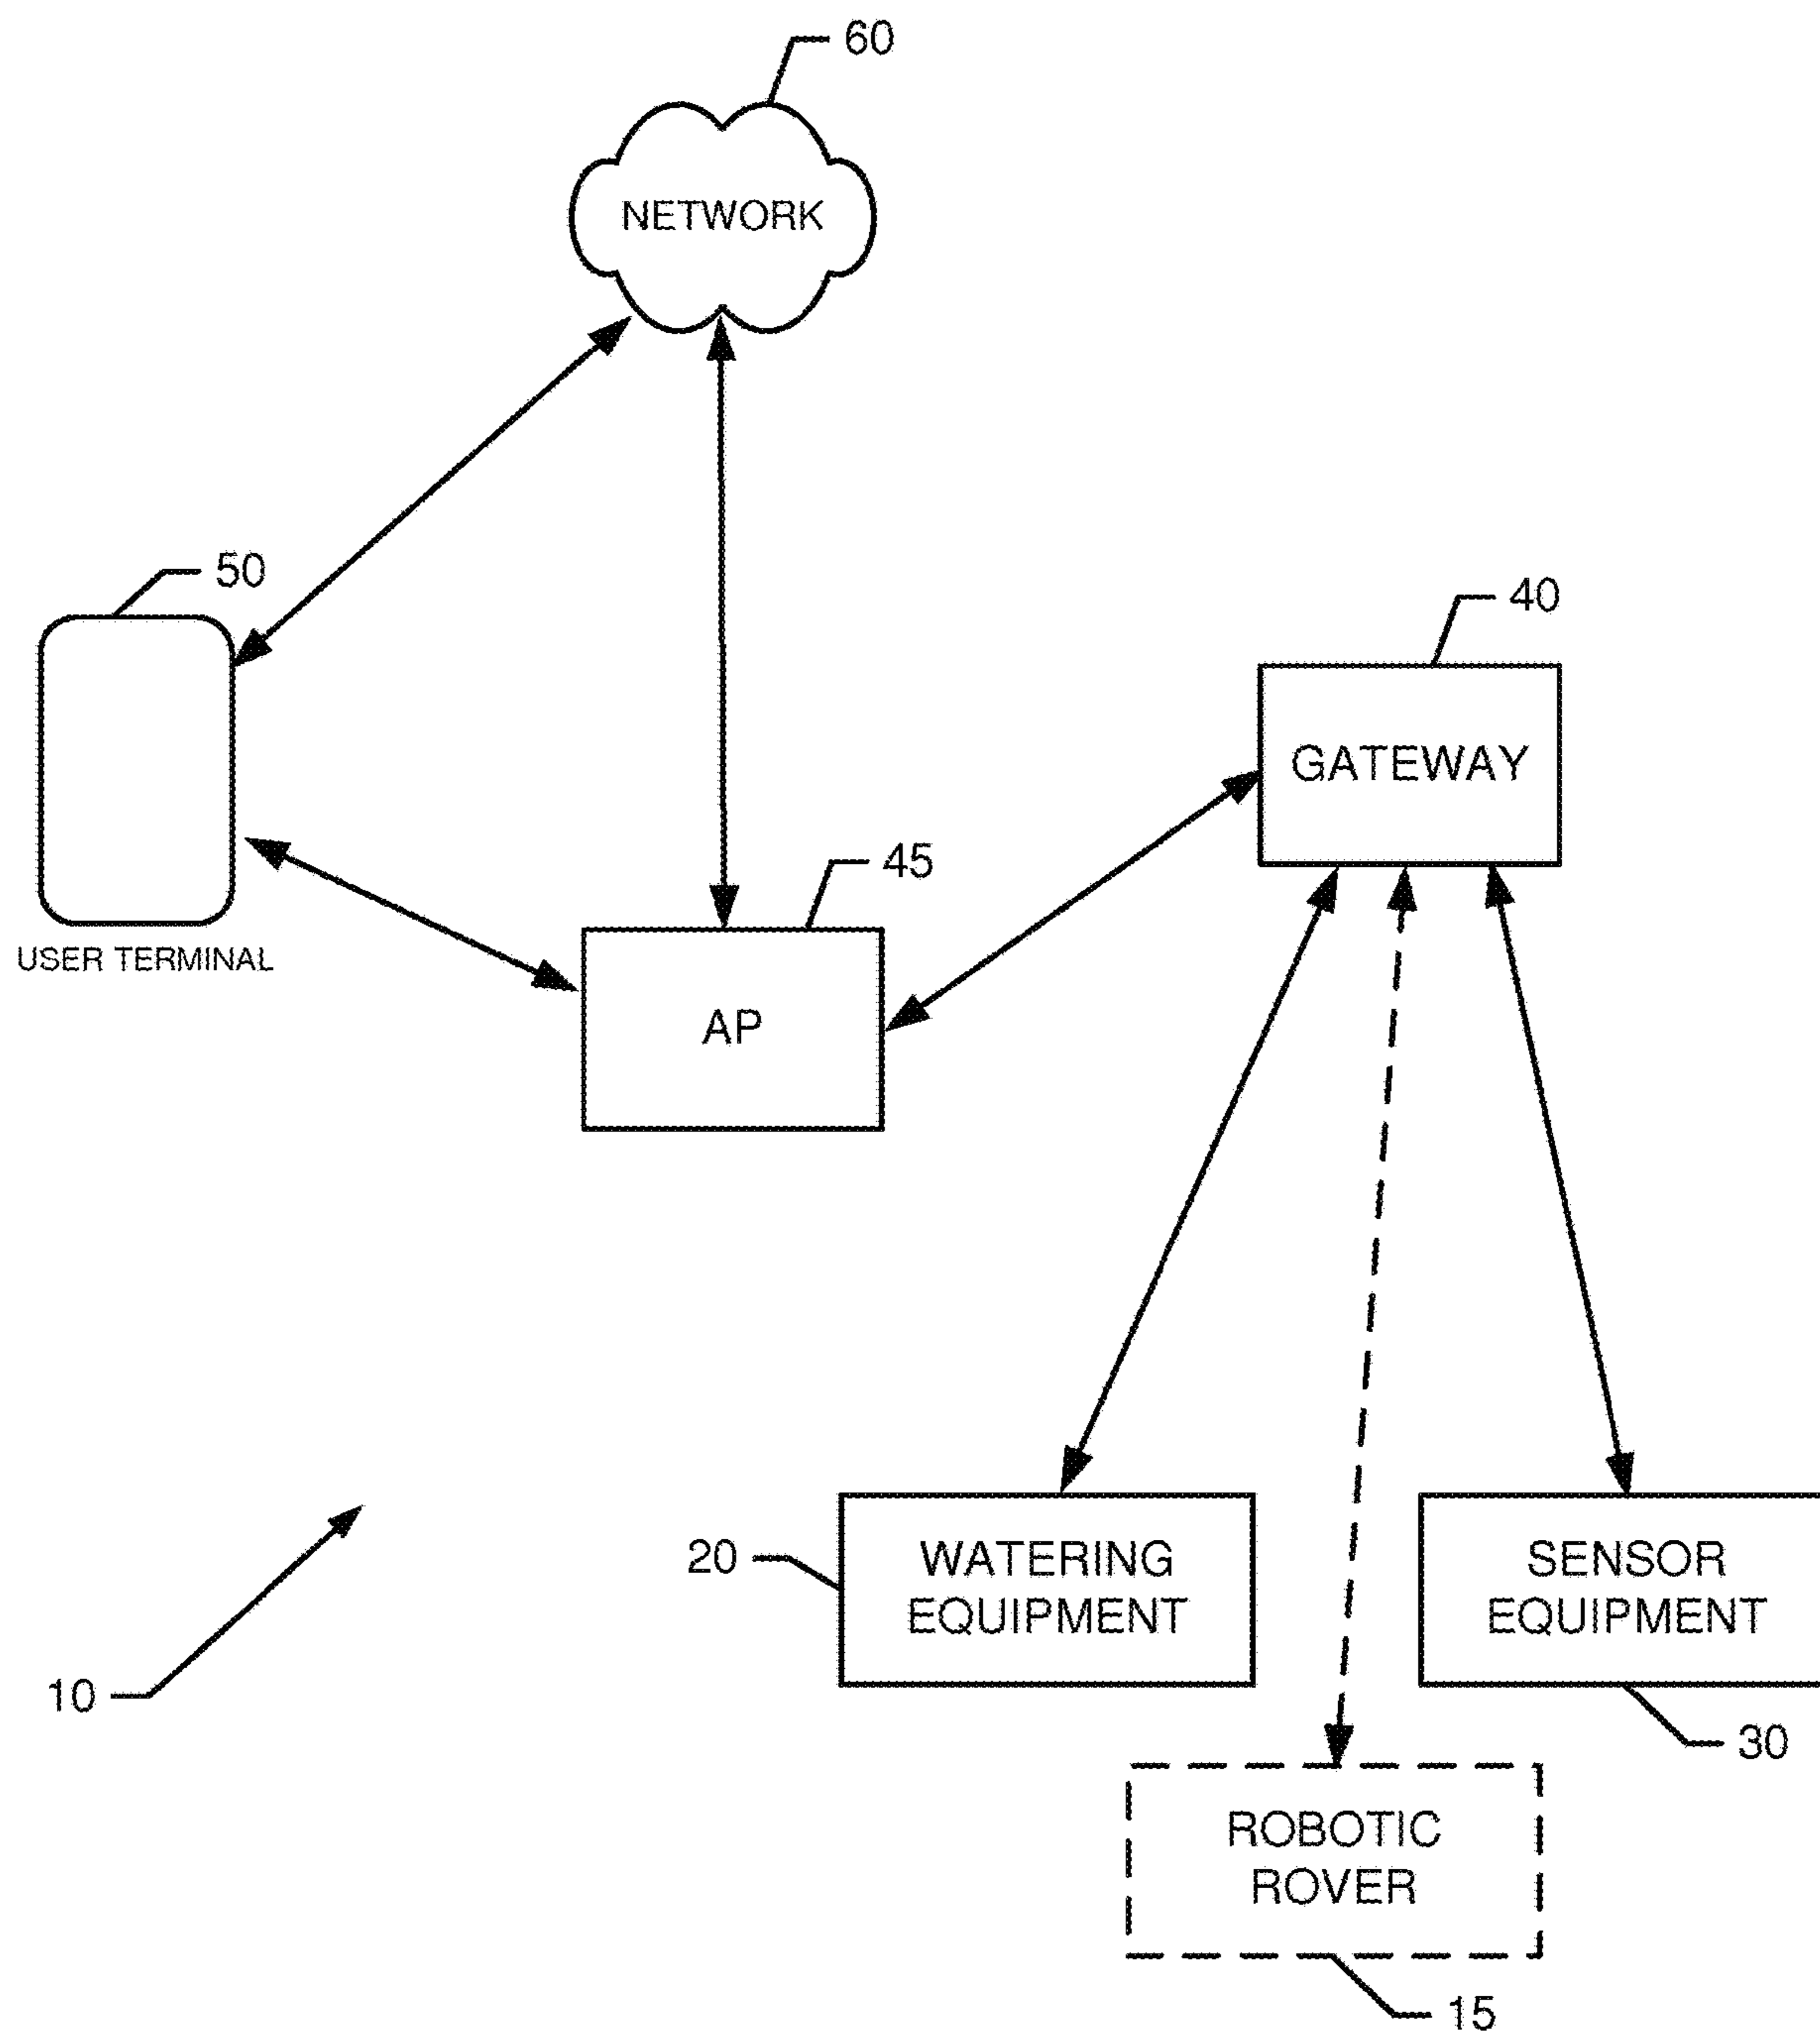 60
NETWORK
50
40
GATEWAY
45
USER TERMINAL
AP
20
WATERING
EQUIPMENT
SENSOR
EQUIPMENT
10
30
ROBOTIC
ROVER
15